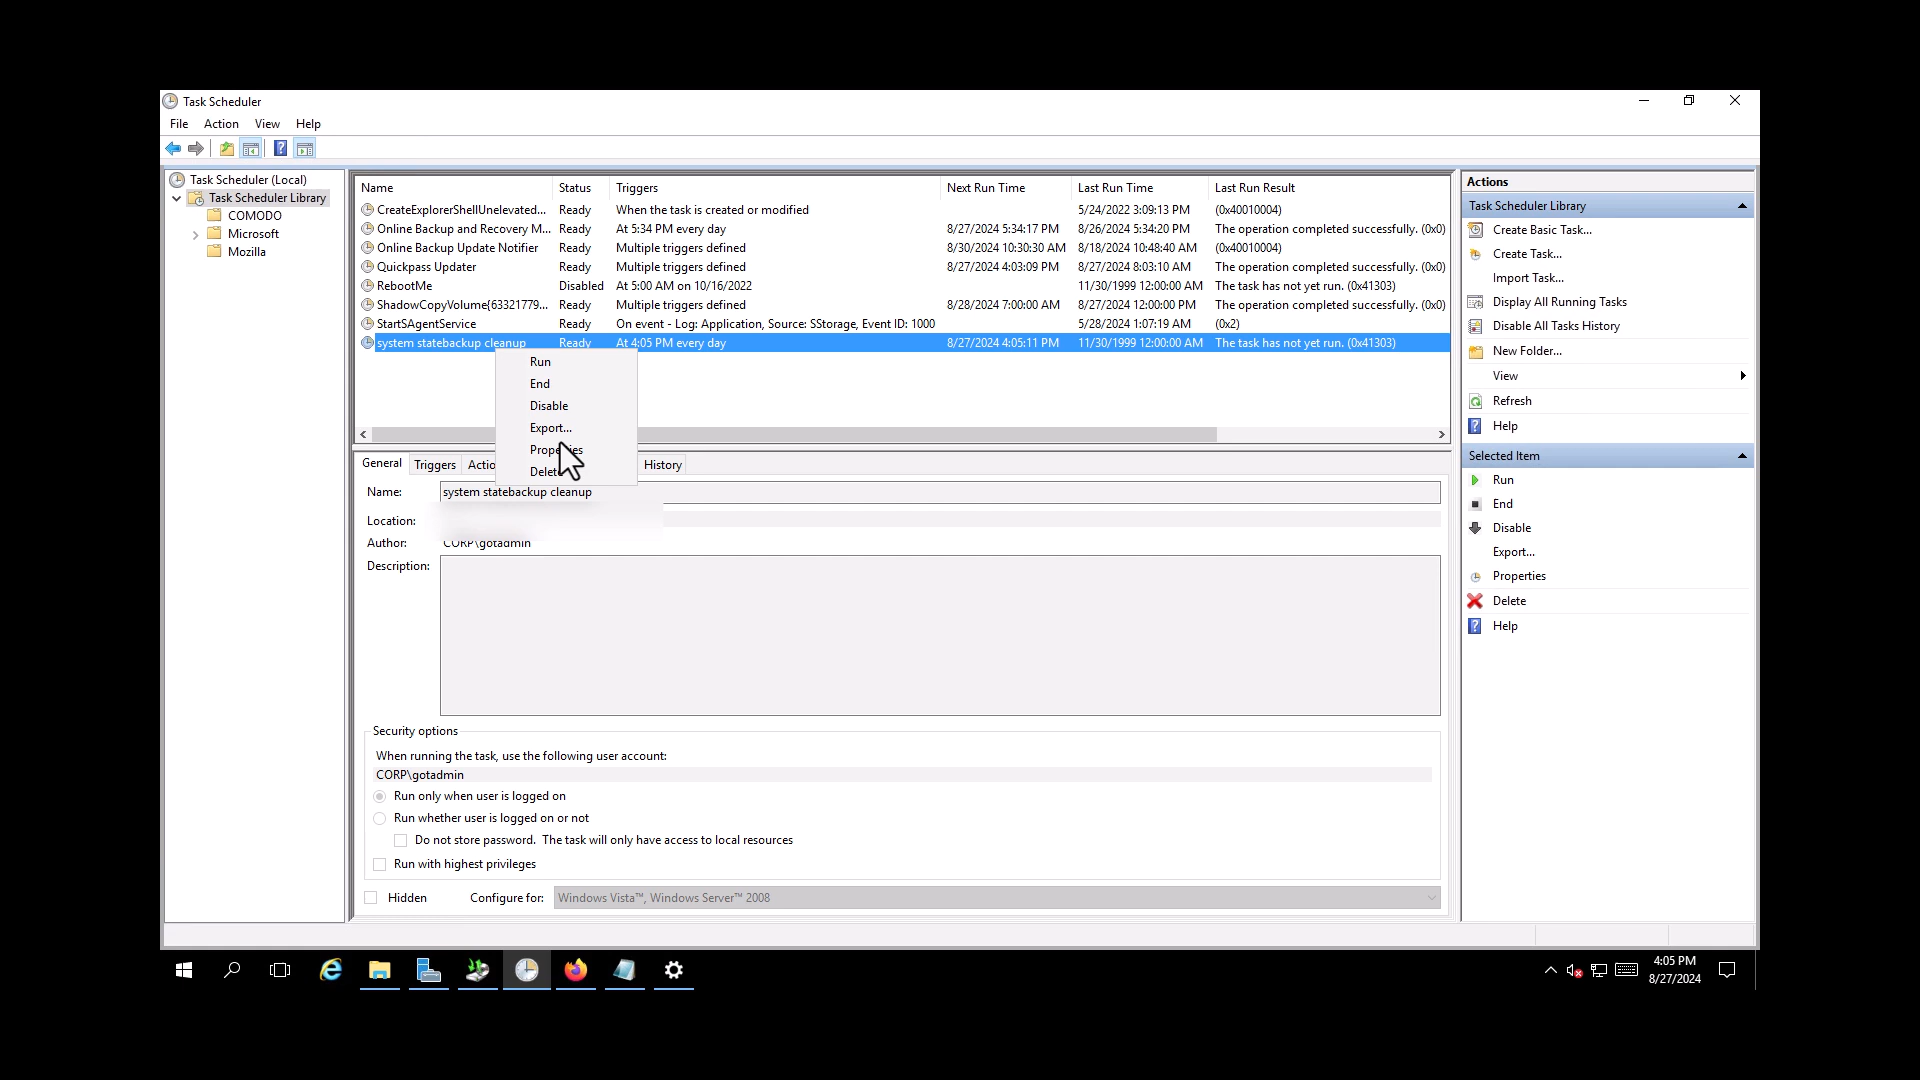 Task Scheduler
File Action View Help
Task Scheduler (Local)
Task Scheduler Library
COMODO
Microsoft
Mozilla
Name Status Triggers Next Run Time Last Run Time Last Run Result
CreateExplorerShellUnelevated... Ready When the task is created or modified 5/24/2022 3:09:13 PM (0x40010004)
Online Backup and Recovery M... Ready At 5:34 PM every day 8/27/2024 5:34:17 PM 8/26/2024 5:34:20 PM The operation completed successfully. (0x0)
Online Backup Update Notifier Ready Multiple triggers defined 8/30/2024 10:30:30 AM 8/18/2024 10:48:40 AM (0x40010004)
Quickpass Updater Ready Multiple triggers defined 8/27/2024 4:03:09 PM 8/27/2024 8:03:10 AM The operation completed successfully. (0x0)
RebootMe Disabled At 5:00 AM on 10/16/2022 11/30/1999 12:00:00 AM The task has not yet run. (0x41303)
ShadowCopyVolume{63321779... Ready Multiple triggers defined 8/28/2024 7:00:00 AM 8/27/2024 12:00:00 PM The operation completed successfully. (0x0)
StartSAgentService Ready On event - Log: Application, Source: SStorage, Event ID: 1000 5/28/2024 1:07:19 AM (0x2)
system statebackup cleanup Ready At 4:05 PM every day 8/27/2024 4:05:11 PM 11/30/1999 12:00:00 AM The task has not yet run. (0x41303)
Run
End
Disable
Export...
Properties
Delete
General Triggers Actio History
Name: system statebackup cleanup
Location:
Author: CORP\gotadmin
Description:
Security options
When running the task, use the following user account:
CORP\gotadmin
Run only when user is logged on
Run whether user is logged on or not
Do not store password. The task will only have access to local resources
Run with highest privileges
Hidden Configure for: Windows Vista™, Windows Server™ 2008
Actions
Task Scheduler Library
Create Basic Task...
Create Task...
Import Task...
Display All Running Tasks
Disable All Tasks History
New Folder...
View
Refresh
Help
Selected Item
Run
End
Disable
Export...
Properties
Delete
Help
4:05 PM
8/27/2024